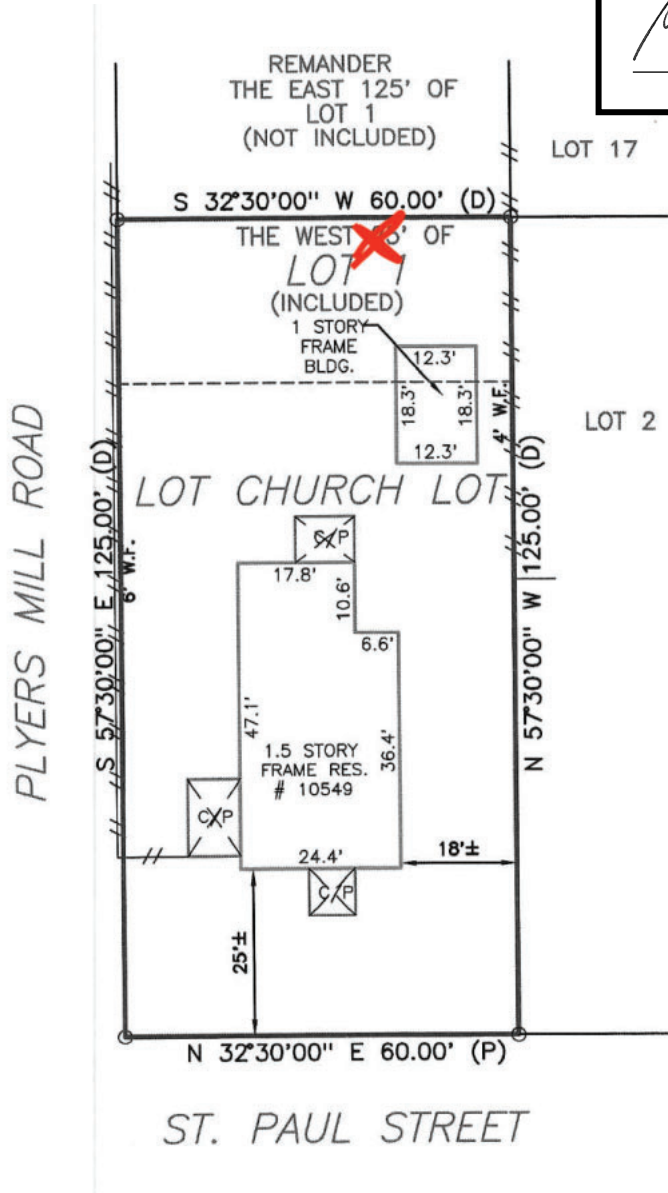 REMANDER
THE EAST 125' OF
LOT 1
(NOT INCLUDED)
LOT 17
S 32°30'00" W 60.00' (D)
THE WEST OF
LOT 1
(INCLUDED)
1 STORY
FRAME
BLDG.
12.3'
18.3'
18.3'
12.3'
4' W.F.
LOT 2
LOT CHURCH LOT
PLYERS MILL ROAD
S 57°30'00" E 125.00' (D)
6' W.F.
N 57°30'00" W 125.00' (D)
C/P
17.8'
10.6'
6.6'
47.1'
36.4'
1.5 STORY
FRAME RES.
# 10549
C/P
24.4'
18'±
C/P
25'±
N 32°30'00" E 60.00' (P)
ST. PAUL STREET